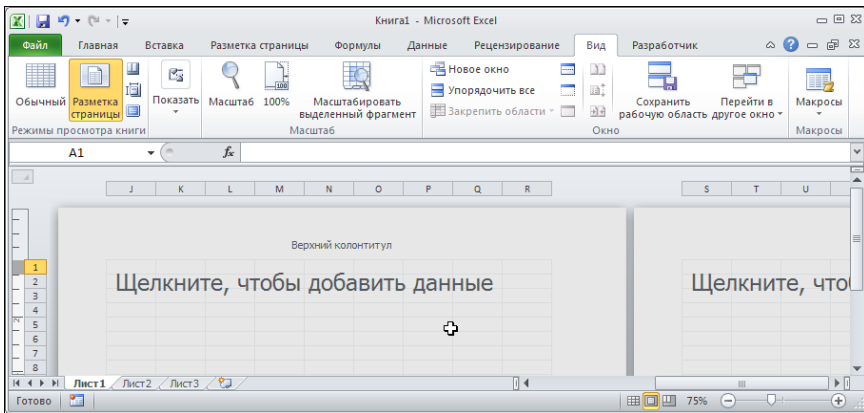 Книга1 - Microsoft Excel
Файл Главная Вставка Разметка страницы Формулы Данные Рецензирование Вид Разработчик
Обычный Разметка страницы Показать Масштаб 100% Масштабировать выделенный фрагмент Новое окно Упорядочить все Закрепить области Сохранить рабочую область Перейти в другое окно Макросы
Режимы просмотра книги Масштаб Окно Макросы
A1 fx
J K L M N O P Q R S T U
Верхний колонтитул
1
Щелкните, чтобы добавить данные Щелкните, что
2
3
4
5
6
7
8
Лист1 Лист2 Лист3
Готово 75%